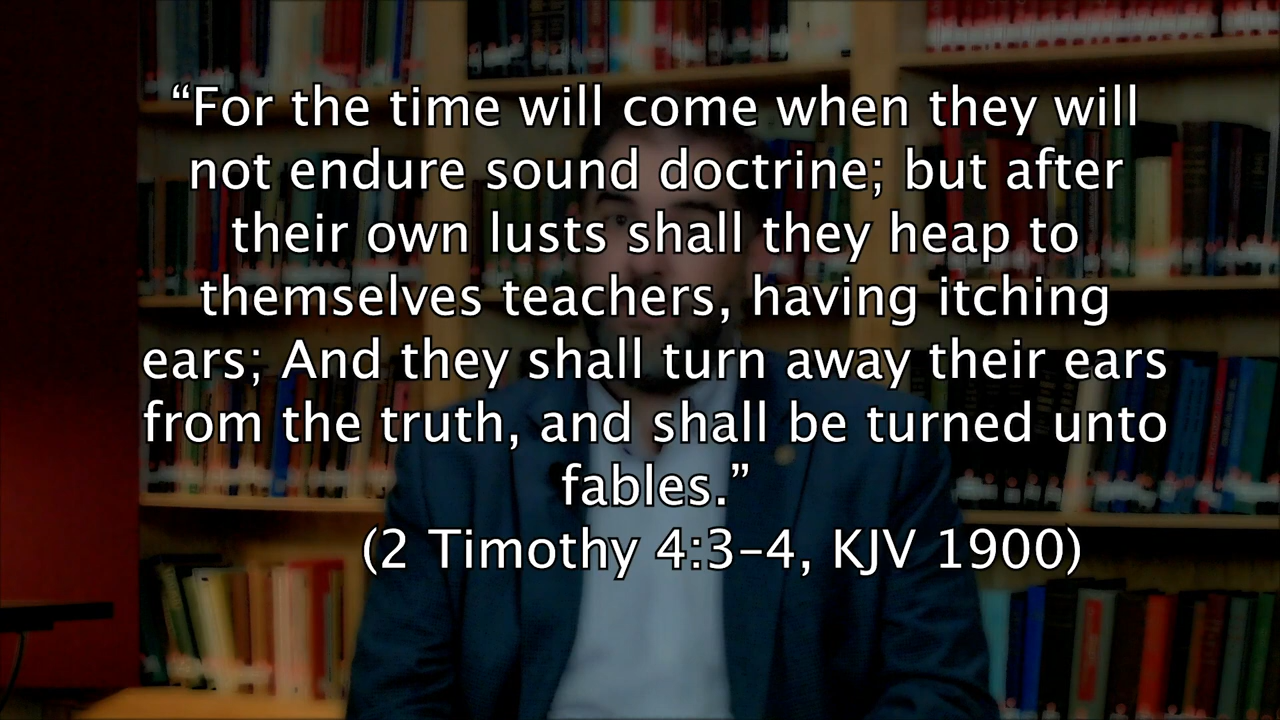 “For the time will come when they will
not endure sound doctrine; but after
their own lusts shall they heap to
themselves teachers, having itching
ears; And they shall turn away their ears
from the truth, and shall be turned unto
fables.”
(2 Timothy 4:3–4, KJV 1900)